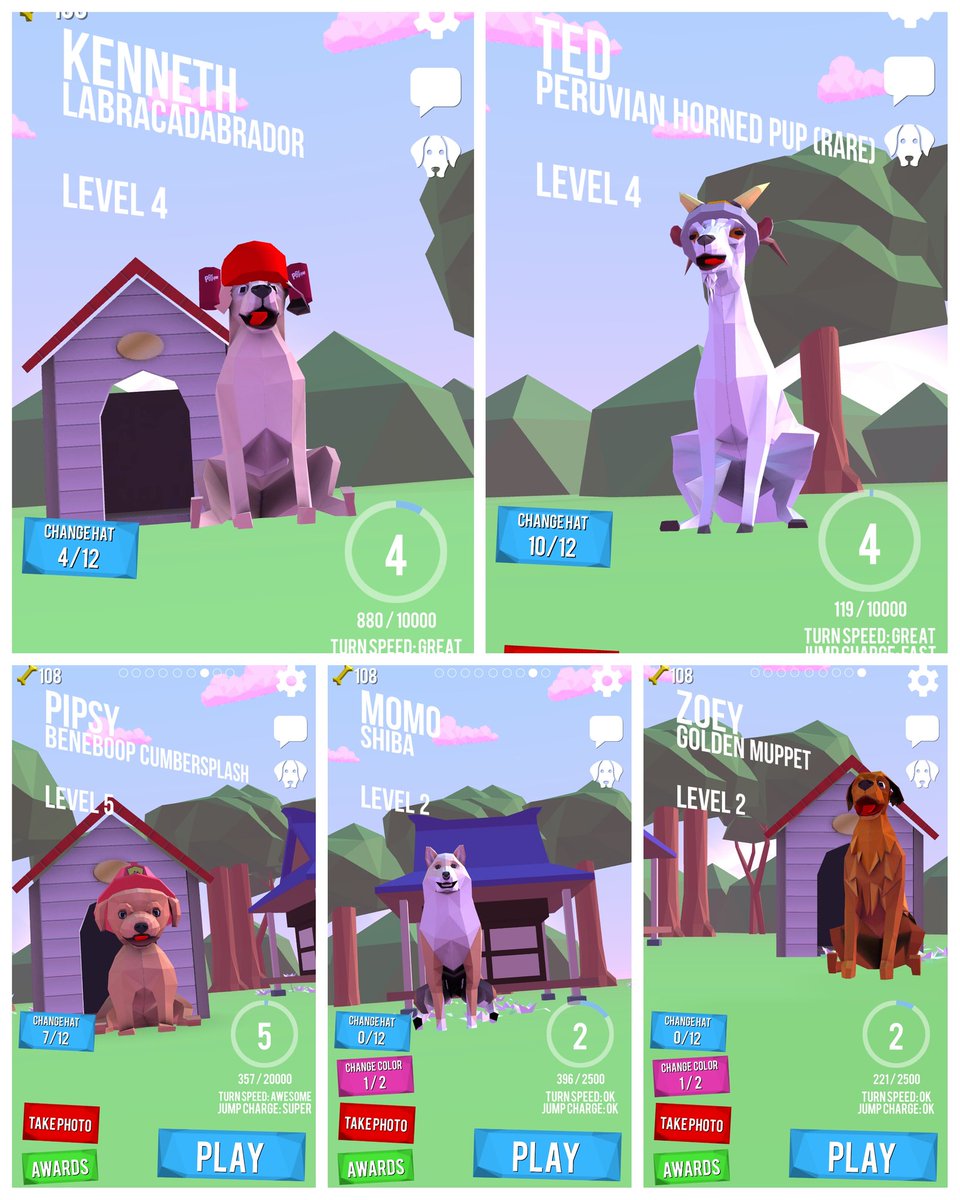 KENNETH
LABRACADABRADOR
LEVEL 4
CHANGE HAT
4/12
4
880 / 10000
TURN SPEED: GREAT
TED
PERUVIAN HORNED PUP (RARE)
LEVEL 4
CHANGE HAT
10/12
4
119 / 10000
TURN SPEED: GREAT
JUMP CHARGE: FAST
108
PIPSY
BENEBOOP CUMBERSPLASH
LEVEL 5
CHANGE HAT
7/12
5
357 / 20000
TURN SPEED: AWESOME
JUMP CHARGE: SUPER
TAKE PHOTO
AWARDS
PLAY
108
MOMO
SHIBA
LEVEL 2
CHANGE HAT
0/12
2
CHANGE COLOR
1/2
396 / 2500
TURN SPEED: OK
JUMP CHARGE: OK
TAKE PHOTO
AWARDS
PLAY
108
ZOEY
GOLDEN MUPPET
LEVEL 2
CHANGE HAT
0/12
2
CHANGE COLOR
1/2
221 / 2500
TURN SPEED: OK
JUMP CHARGE: OK
TAKE PHOTO
AWARDS
PLAY